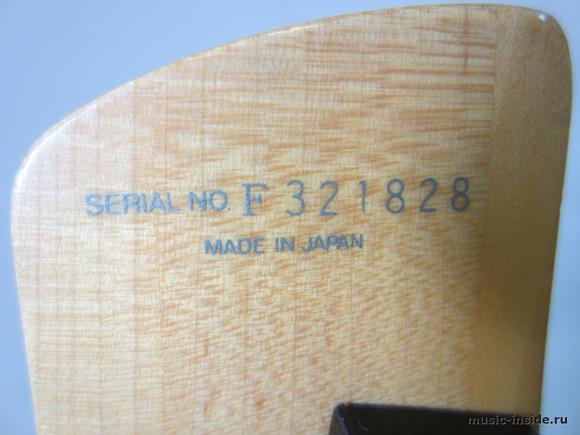 SERIAL NO. F 321828
MADE IN JAPAN
music-inside.ru